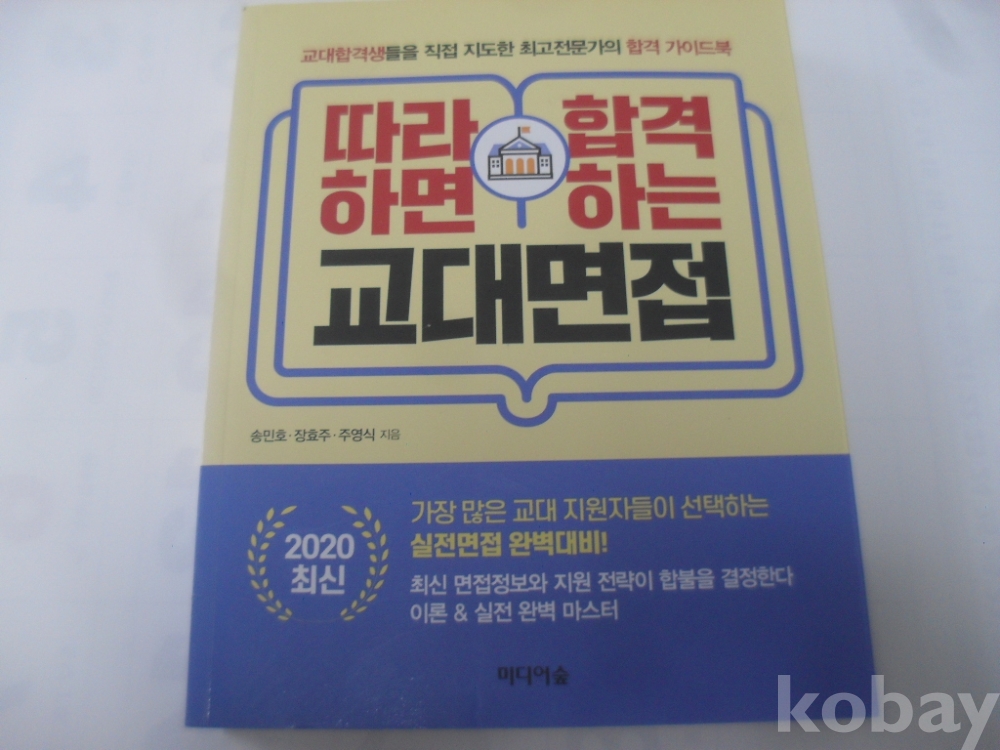 교대합격생들을 직접 지도한 최고전문가의 합격 가이드북
따라 합격
하면 하는
교대면접
송민호·장효주·주영식 지음
2020
최신
가장 많은 교대 지원자들이 선택하는
실전면접 완벽대비!
최신 면접정보와 지원 전략이 합불을 결정한다
이론 & 실전 완벽 마스터
미디어숲
kobay